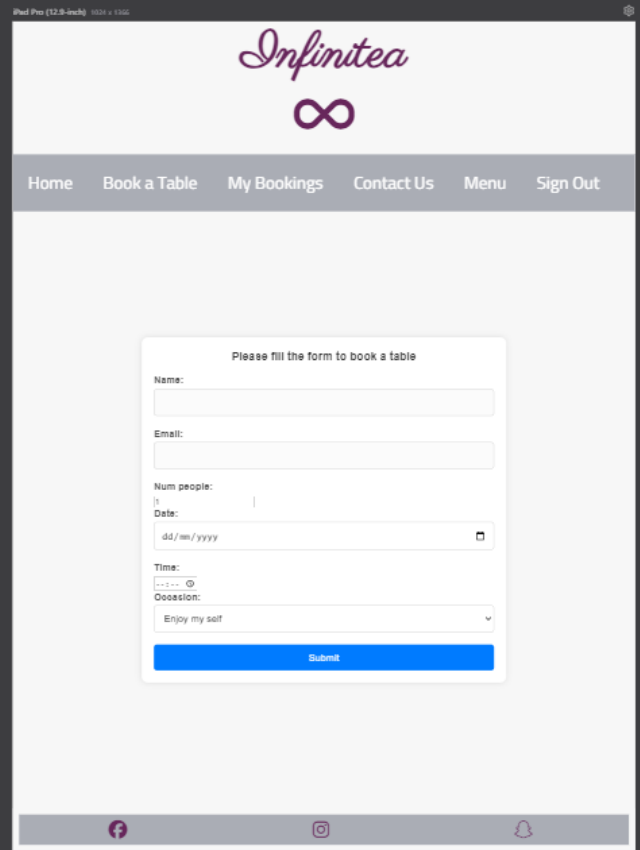 iPad Pro (12.9-inch) 1024 x 1366
Infinitea
Home Book a Table My Bookings Contact Us Menu Sign Out
Please fill the form to book a table
Name:
Email:
Num people:
1
Date:
dd/mm/yyyy
Time:
--:--
Occasion:
Enjoy my self
Submit